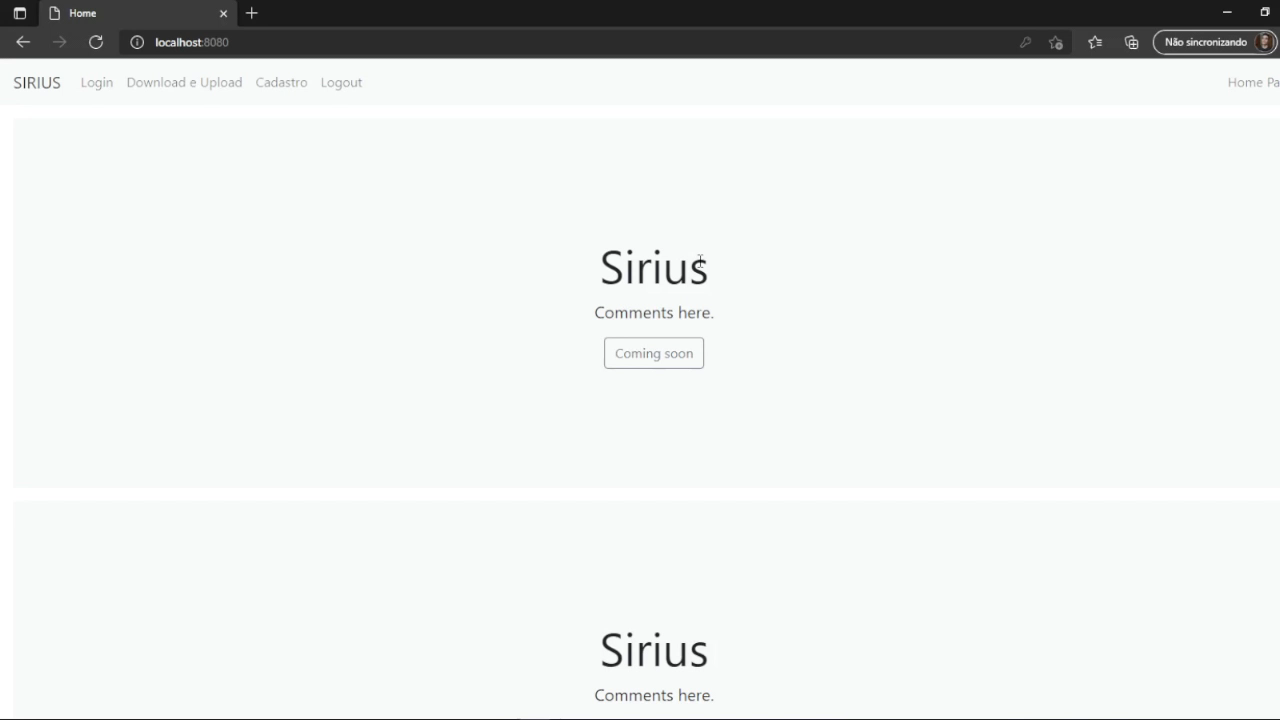 Home
localhost:8080
Não sincronizando
SIRIUS Login Download e Upload Cadastro Logout Home Pa
Sirius
Comments here.
Coming soon
Sirius
Comments here.